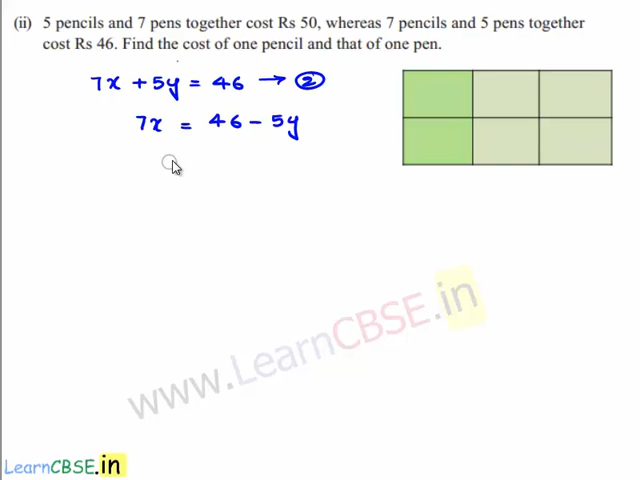 (ii) 5 pencils and 7 pens together cost Rs 50, whereas 7 pencils and 5 pens together
cost Rs 46. Find the cost of one pencil and that of one pen.
7x + 5y = 46 → ②
7x = 46 - 5y
www.LearnCBSE.in
LearnCBSE.in